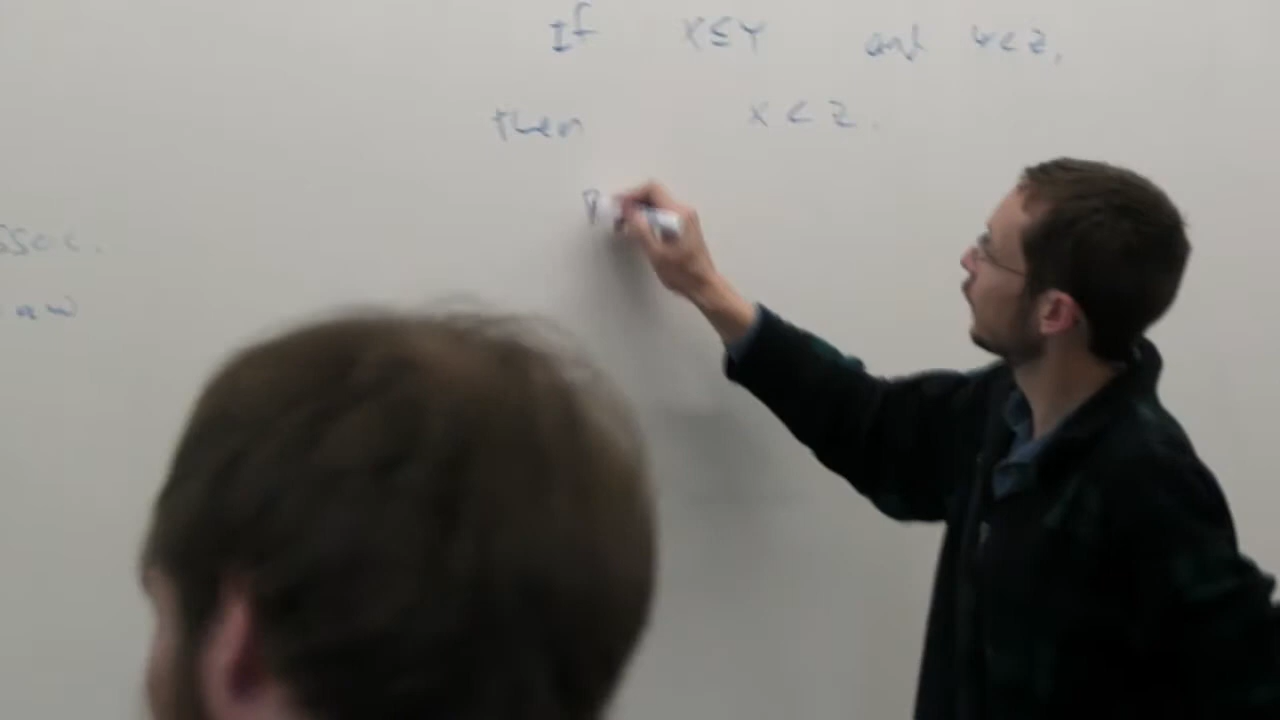 If x ≤ y and y < z,
then x < z.
P
ssoc.
aw